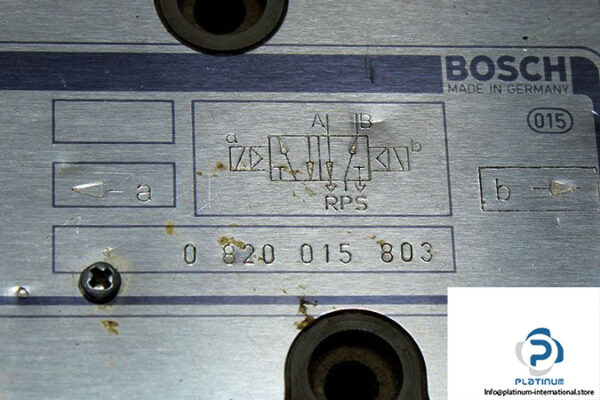 BOSCH
MADE IN GERMANY
015
A B
a b
RPS
a
b
0 820 015 803
P
PLATINUM
Info@platinum-international.store